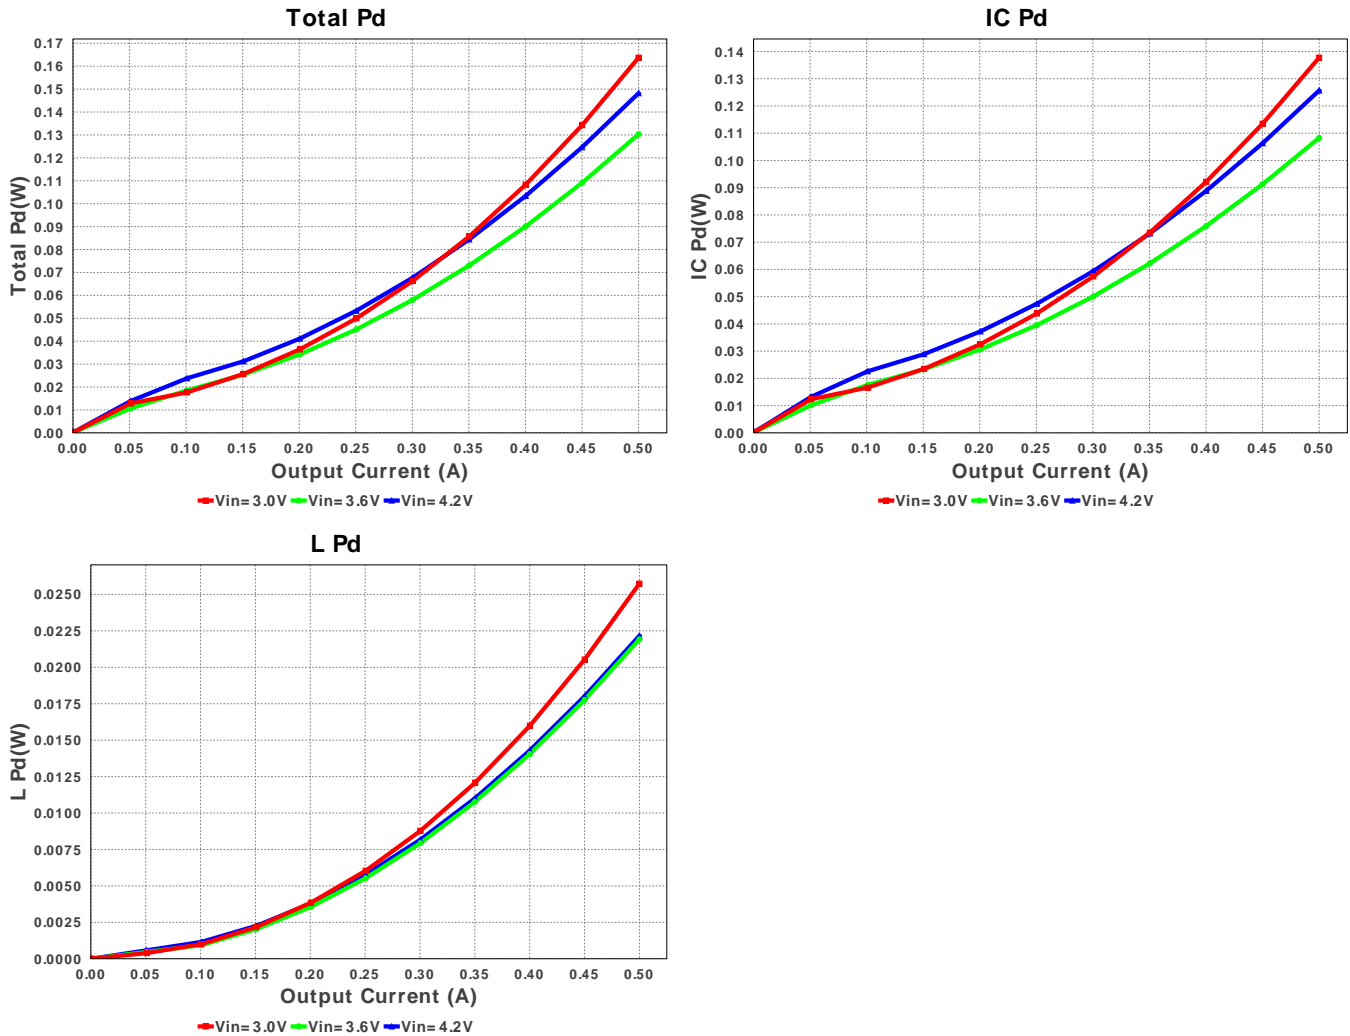 Total Pd
0.17
0.16
0.15
0.14
0.13
0.12
0.11
0.10
0.09
0.08
0.07
0.06
0.05
0.04
0.03
0.02
0.01
0.00
Total Pd(W)
0.00 0.05 0.10 0.15 0.20 0.25 0.30 0.35 0.40 0.45 0.50
Output Current (A)
Vin=3.0V Vin=3.6V Vin=4.2V
IC Pd
0.14
0.13
0.12
0.11
0.10
0.09
0.08
0.07
0.06
0.05
0.04
0.03
0.02
0.01
0.00
IC Pd(W)
0.00 0.05 0.10 0.15 0.20 0.25 0.30 0.35 0.40 0.45 0.50
Output Current (A)
Vin=3.0V Vin=3.6V Vin=4.2V
L Pd
0.0250
0.0225
0.0200
0.0175
0.0150
0.0125
0.0100
0.0075
0.0050
0.0025
0.0000
L Pd(W)
0.00 0.05 0.10 0.15 0.20 0.25 0.30 0.35 0.40 0.45 0.50
Output Current (A)
Vin=3.0V Vin=3.6V Vin=4.2V